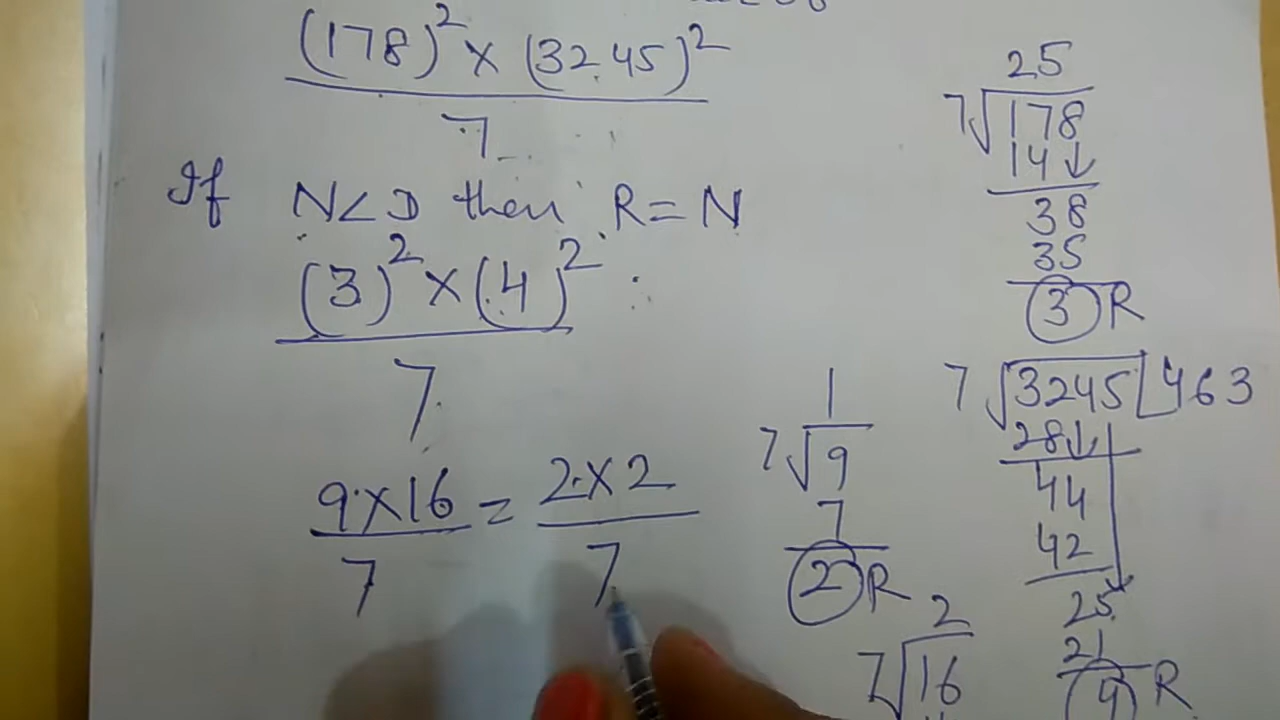 (178)² × (3245)²
7
If N<D then R=N
(3)² × (4)²
7
9×16 = 2×2
7 7
25
7√178
14↓
38
35
3 R
7√3245 463
28↓
44
42
25
21
4 R
1
7√9
7
2 R
2
7√16